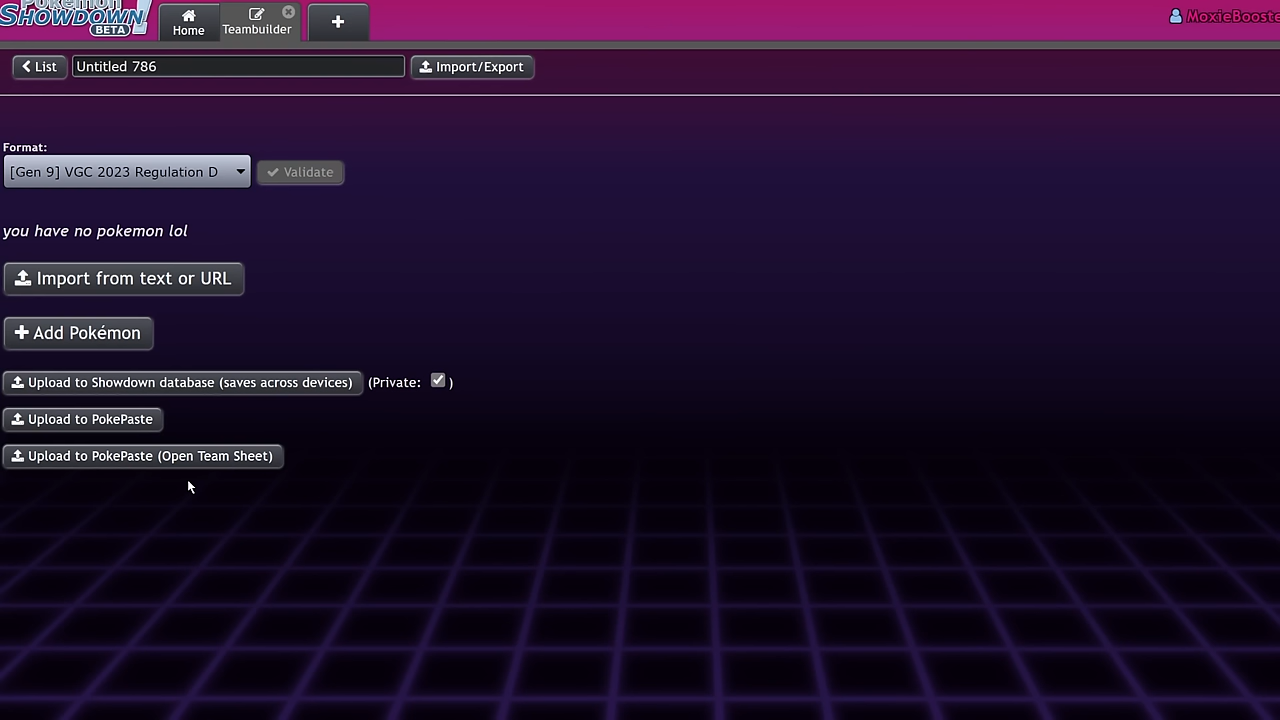 Pokémon
SHOWDOWN!
BETA
Home
Teambuilder
MoxieBooste
List
Untitled 786
Import/Export
Format:
[Gen 9] VGC 2023 Regulation D
Validate
you have no pokemon lol
Import from text or URL
Add Pokémon
Upload to Showdown database (saves across devices) (Private: )
Upload to PokePaste
Upload to PokePaste (Open Team Sheet)